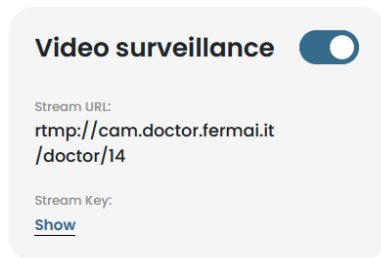 Video surveillance
Stream URL:
rtmp://cam.doctor.fermai.it
/doctor/14
Stream Key:
Show